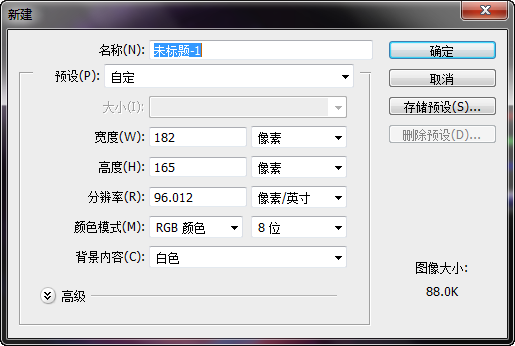 新建
名称(N): 未标题-1
确定
预设(P): 自定
取消
大小(I):
存储预设(S)...
宽度(W): 182 像素
删除预设(D)...
高度(H): 165 像素
分辨率(R): 96.012 像素/英寸
颜色模式(M): RGB 颜色 8 位
背景内容(C): 白色
图像大小:
88.0K
高级